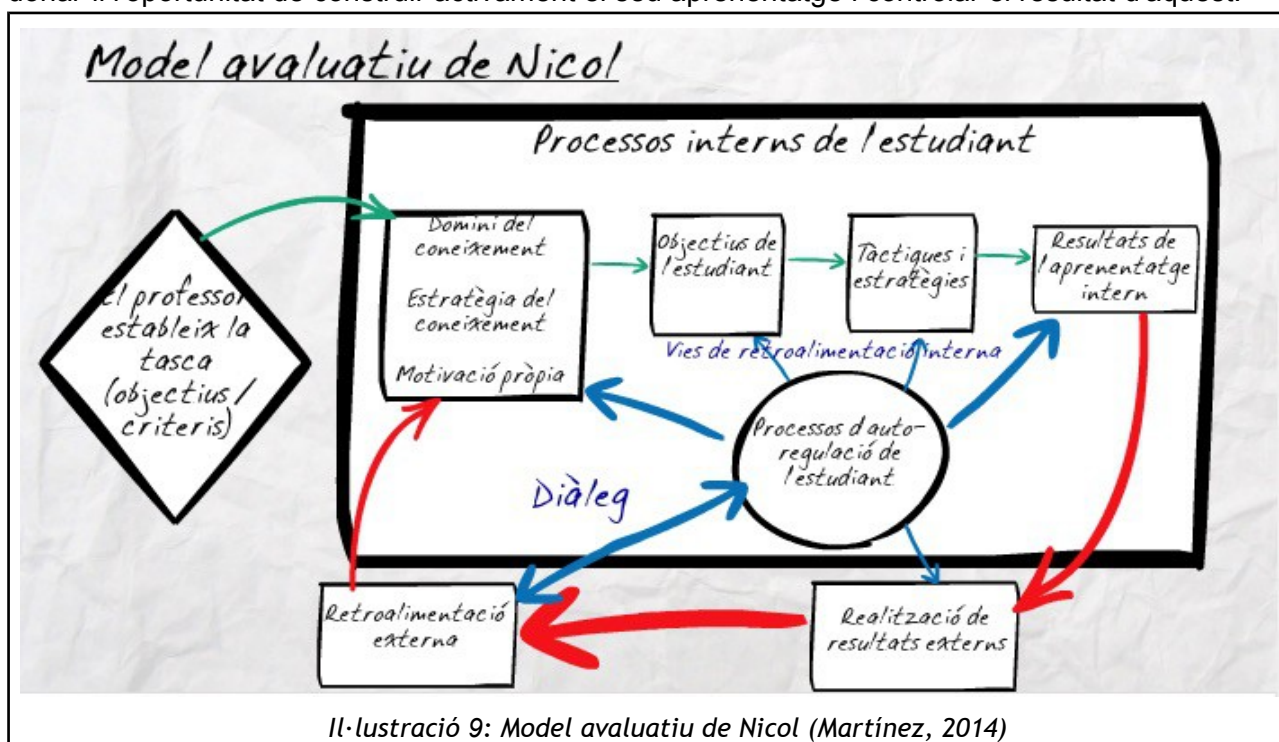 donar-li l'oportunitat de construir activament el seu aprenentatge i controlar el resultat d'aquest.
Model avaluatiu de Nicol
Processos interns de l'estudiant
El professor
estableix la
tasca
(objectius /
criteris)
Domini del
coneixement
Estratègia del
coneixement
Motivació pròpia
Objectius de
l'estudiant
Tàctiques i
estratègies
Resultats de
l'aprenentatge
intern
Vies de retroalimentació interna
Processos d'auto-
regulació de
l'estudiant
Diàleg
Retroalimentació
externa
Realització de
resultats externs
Il·lustració 9: Model avaluatiu de Nicol (Martínez, 2014)